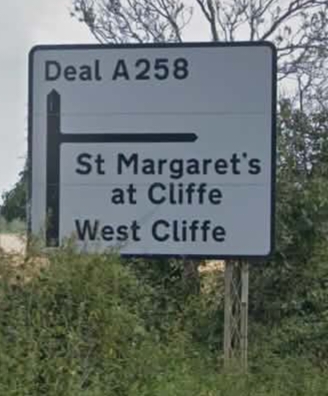 Deal A258
St Margaret's
at Cliffe
West Cliffe